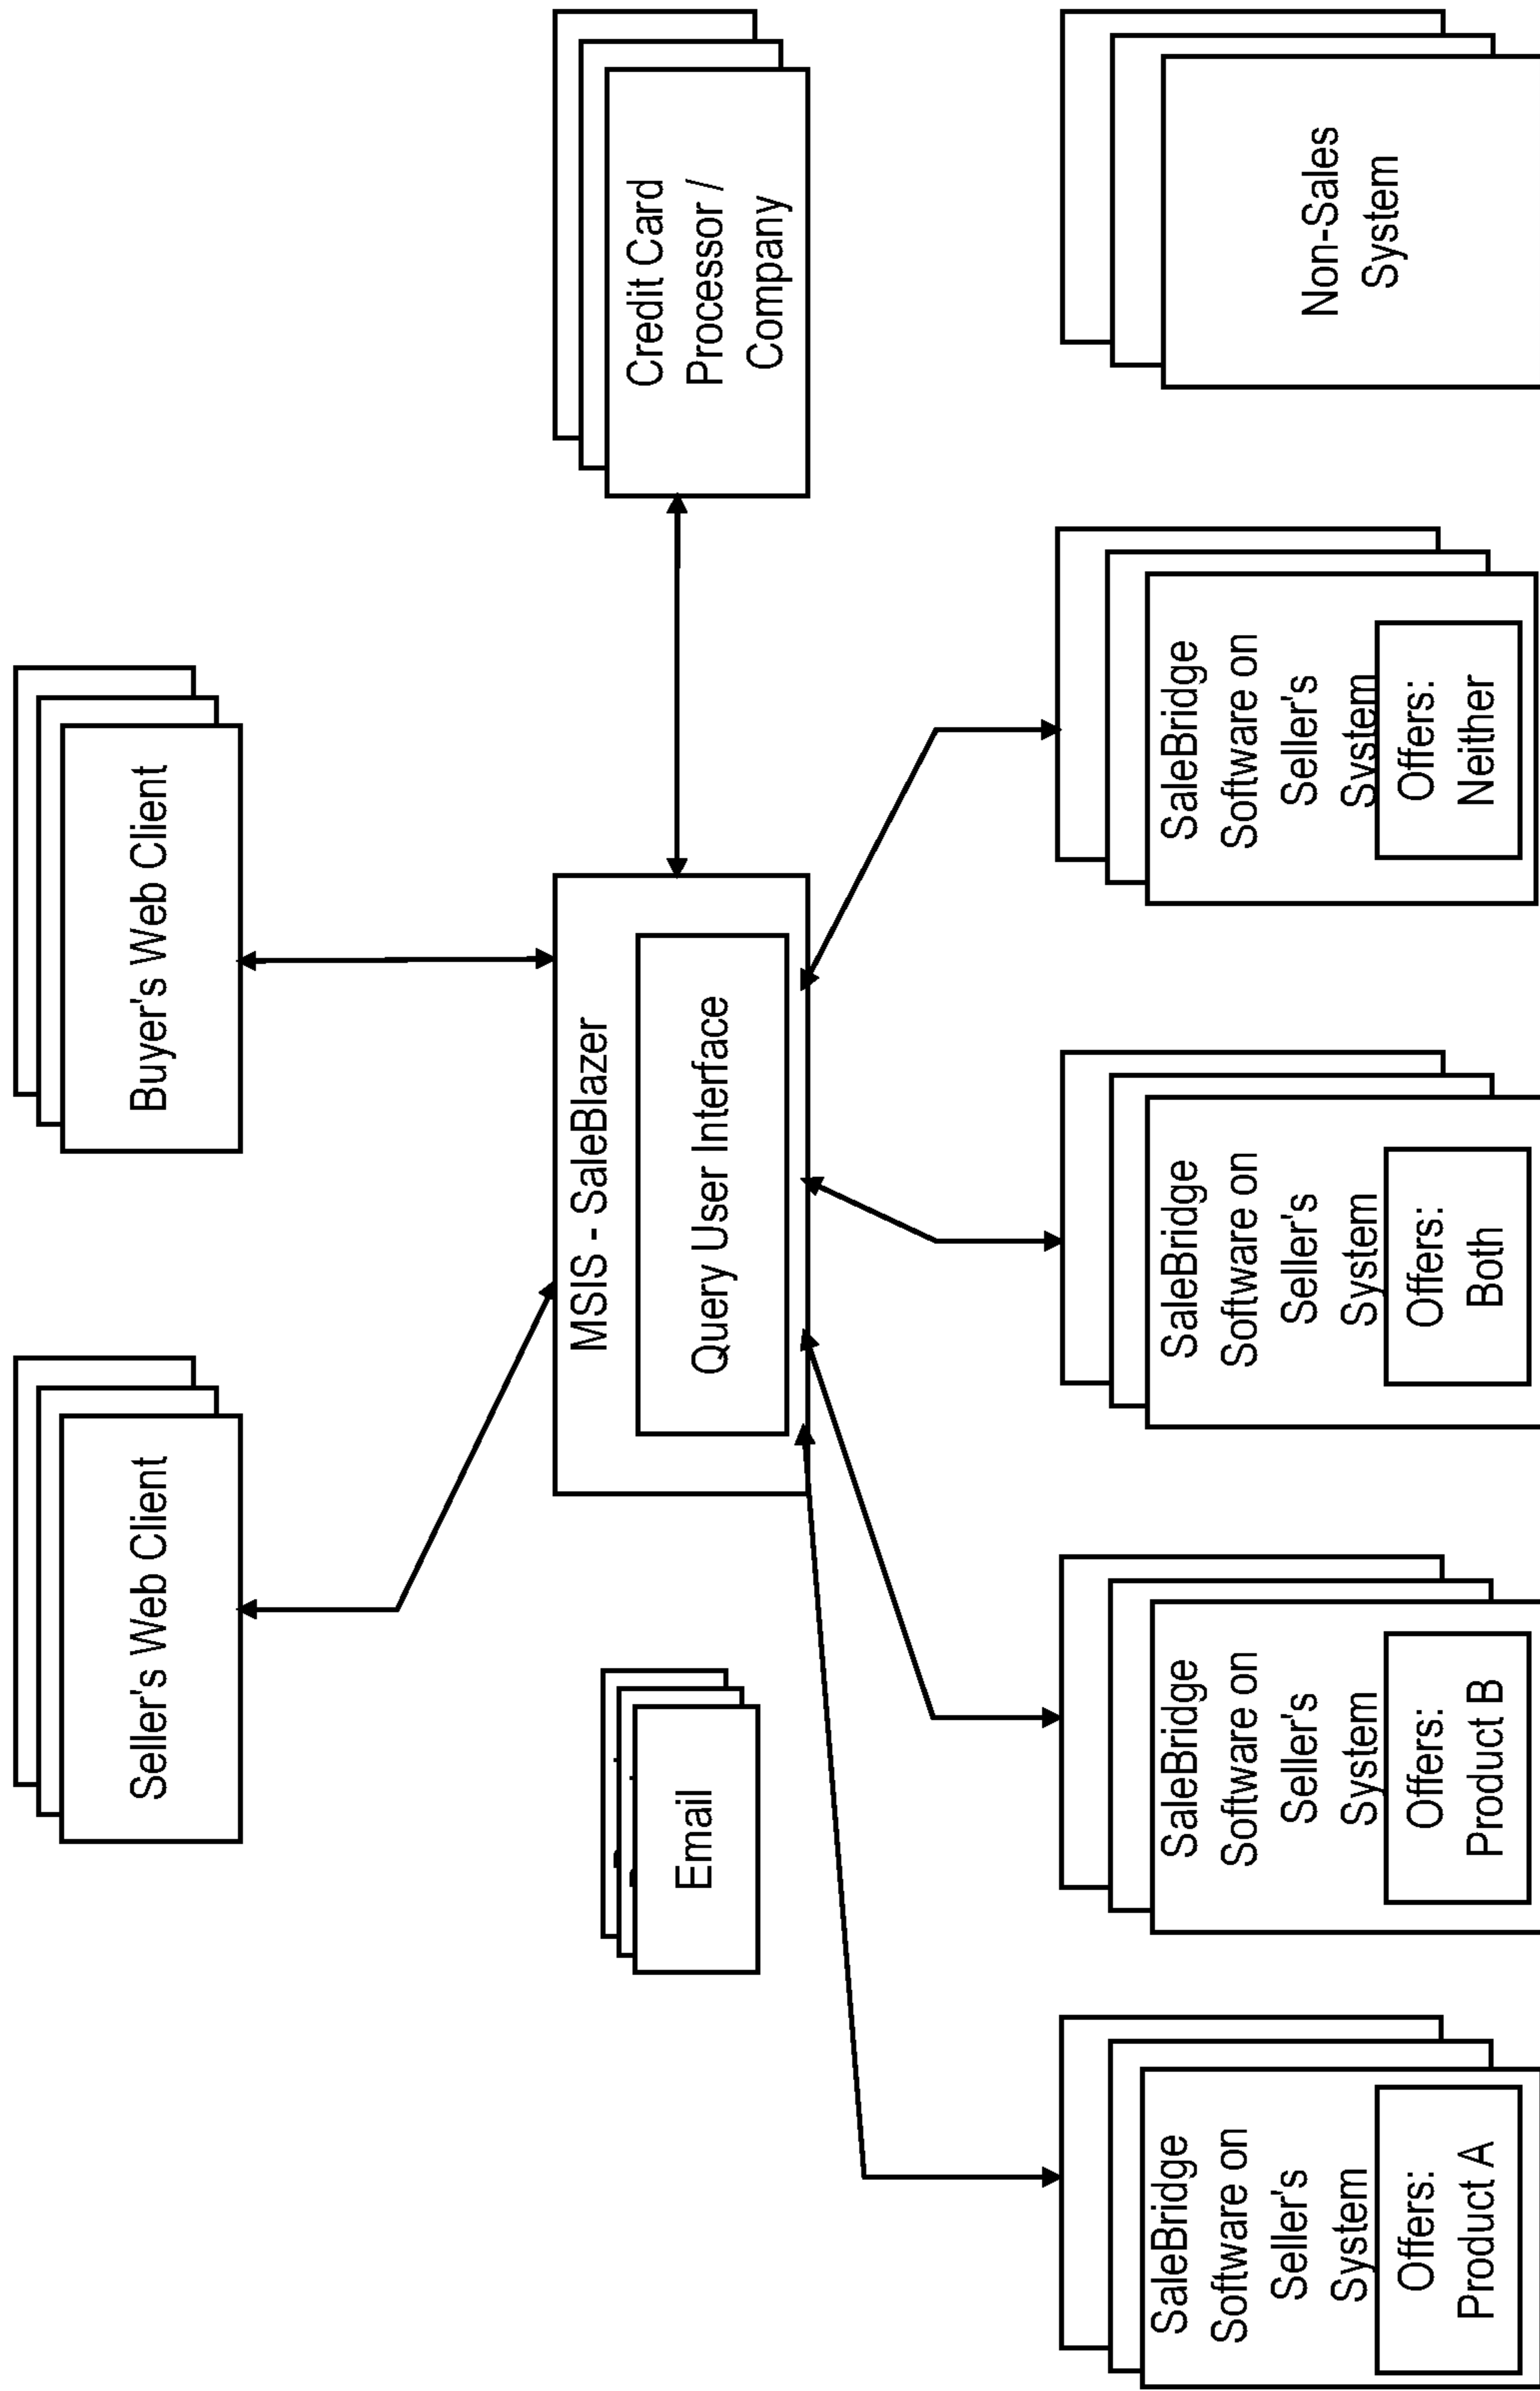 Seller's Web Client
Buyer's Web Client
Email
MSIS - SaleBlazer
Query User Interface
Credit Card
Processor /
Company
SaleBridge
Software on
Seller's
System
Offers:
Product A
SaleBridge
Software on
Seller's
System
Offers:
Product B
SaleBridge
Software on
Seller's
System
Offers:
Both
SaleBridge
Software on
Seller's
System
Offers:
Neither
Non-Sales
System